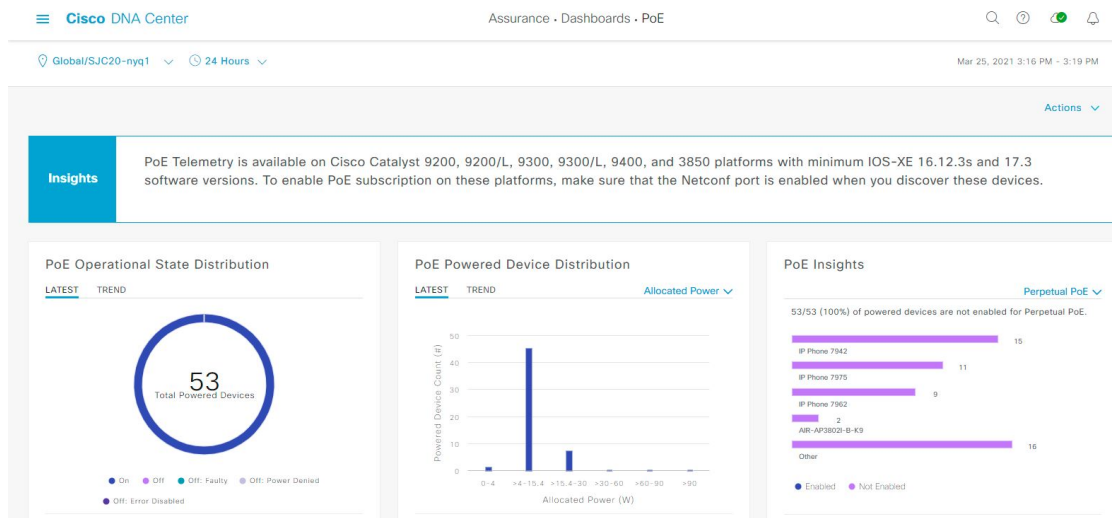 Cisco DNA Center
Assurance • Dashboards • PoE
Global/SJC20-nyq1
24 Hours
Mar 25, 2021 3:16 PM - 3:19 PM
Actions
Insights
PoE Telemetry is available on Cisco Catalyst 9200, 9200/L, 9300, 9300/L, 9400, and 3850 platforms with minimum IOS-XE 16.12.3s and 17.3
software versions. To enable PoE subscription on these platforms, make sure that the Netconf port is enabled when you discover these devices.
PoE Operational State Distribution
LATEST TREND
53
Total Powered Devices
On Off Off: Faulty Off: Power Denied
Off: Error Disabled
PoE Powered Device Distribution
LATEST TREND Allocated Power
Powered Device Count (#)
50
40
30
20
10
0
0-4 >4-15.4 >15.4-30 >30-60 >60-90 >90
Allocated Power (W)
PoE Insights
Perpetual PoE
53/53 (100%) of powered devices are not enabled for Perpetual PoE.
15
IP Phone 7942
11
IP Phone 7975
9
IP Phone 7962
2
AIR-AP3802I-B-K9
16
Other
Enabled Not Enabled